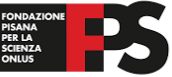 FONDAZIONE
PISANA
PER LA
SCIENZA
ONLUS
FPS